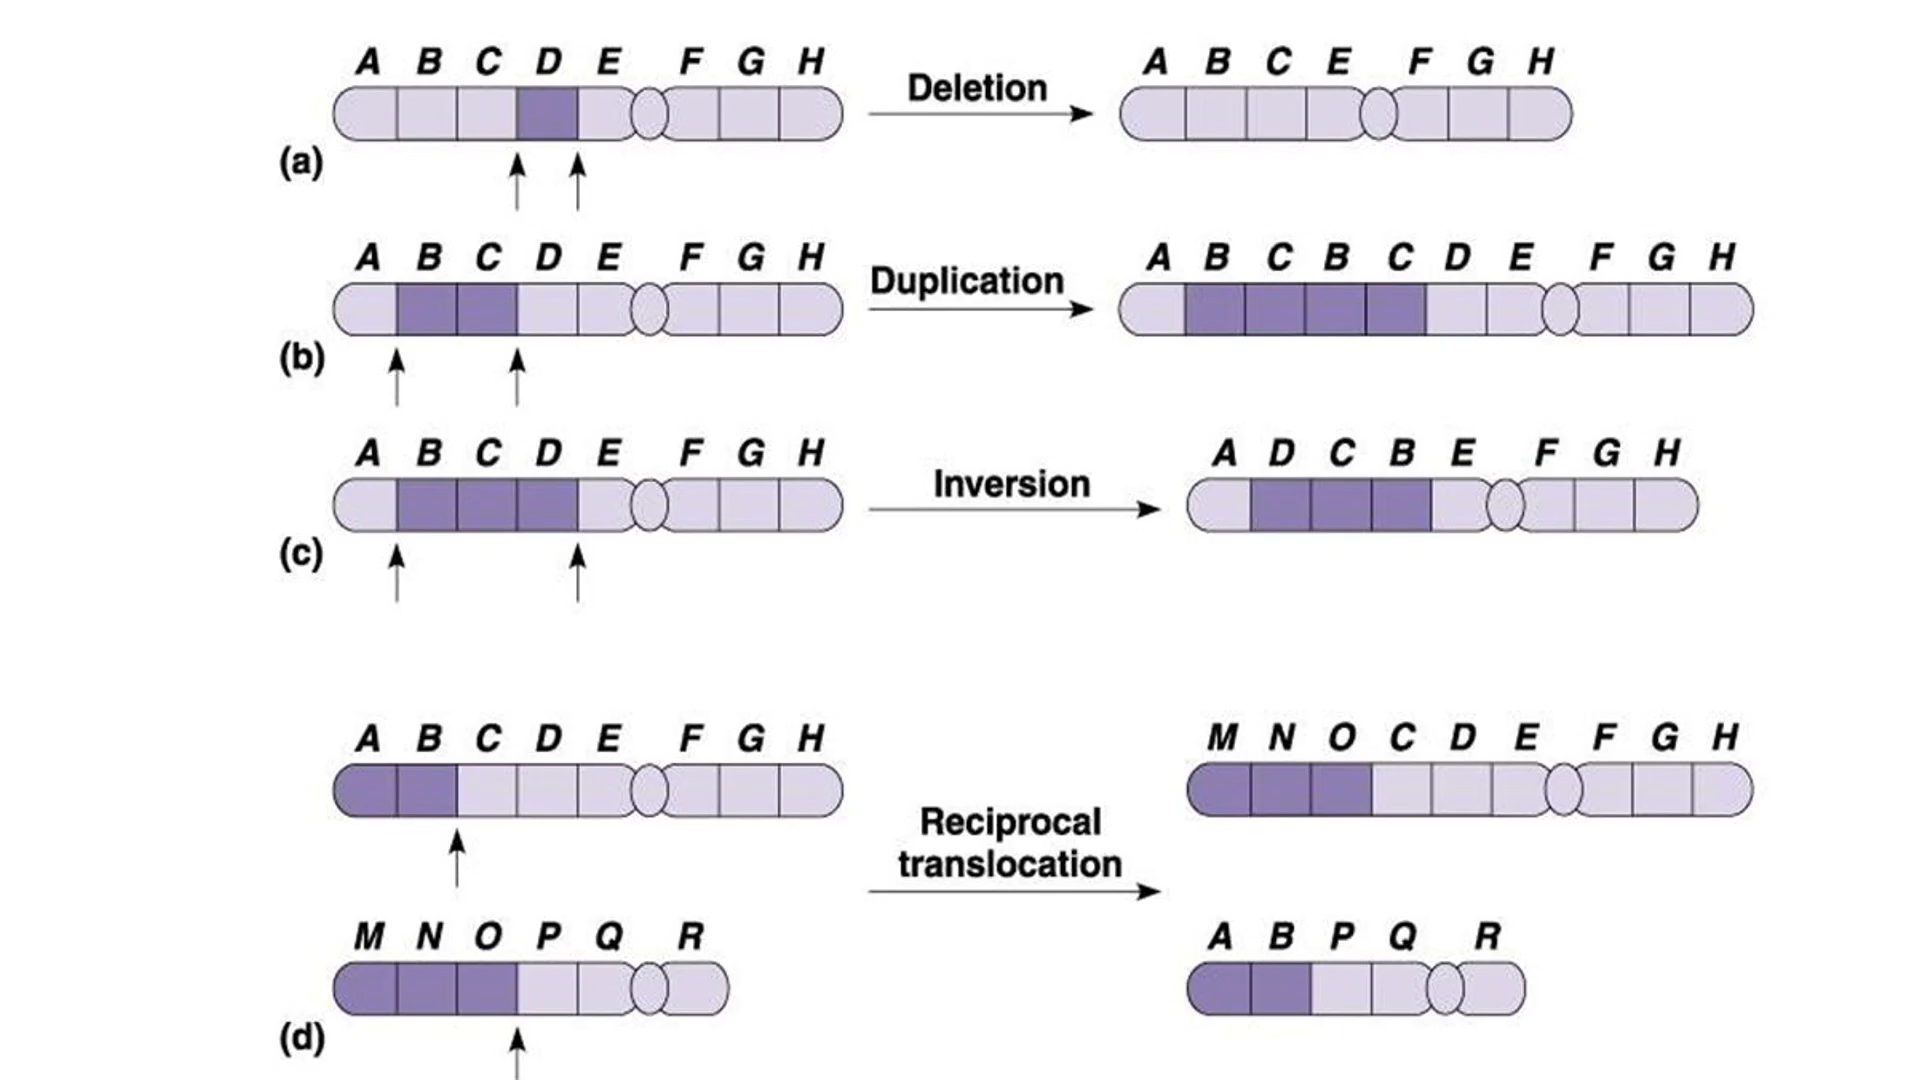 A B C D E F G H
Deletion
A B C E F G H
(a)
A B C D E F G H
Duplication
A B C B C D E F G H
(b)
A B C D E F G H
Inversion
A D C B E F G H
(c)
A B C D E F G H
Reciprocal
translocation
M N O C D E F G H
M N O P Q R
A B P Q R
(d)